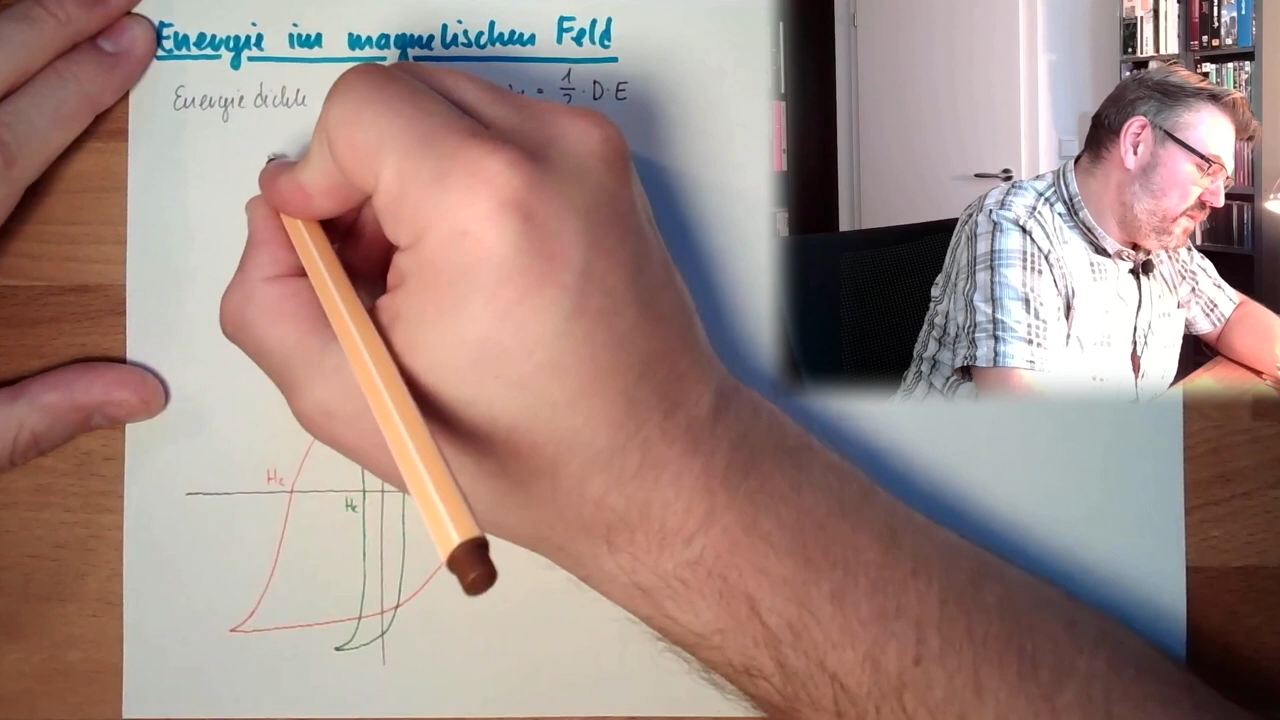 Energie im magnetischen Feld
Energiedichte = 1/2 · D·E
Hc
Hc